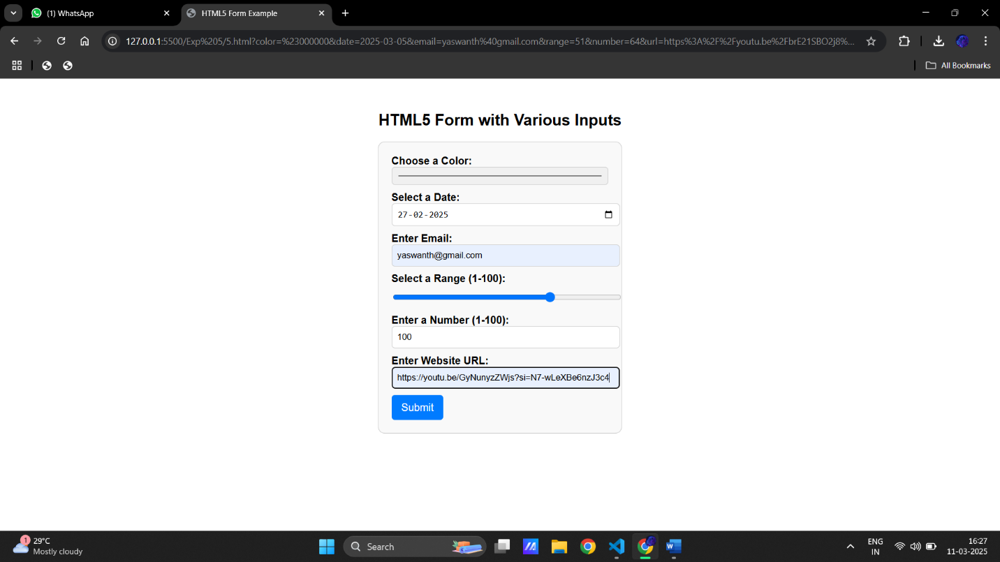 (1) WhatsApp
HTML5 Form Example
127.0.0.1:5500/Exp%205/5.html?color=%23000000&date=2025-03-05&email=yaswanth%40gmail.com&range=51&number=64&url=https%3A%2F%2Fyoutu.be%2FbrE21SBO2j8%...
All Bookmarks
HTML5 Form with Various Inputs
Choose a Color:
Select a Date:
27-02-2025
Enter Email:
yaswanth@gmail.com
Select a Range (1-100):
Enter a Number (1-100):
100
Enter Website URL:
https://youtu.be/GyNunyzZWjs?si=N7-wLeXBe6nzJ3c4
Submit
1
29°C
Mostly cloudy
Search
ENG
IN
16:27
11-03-2025